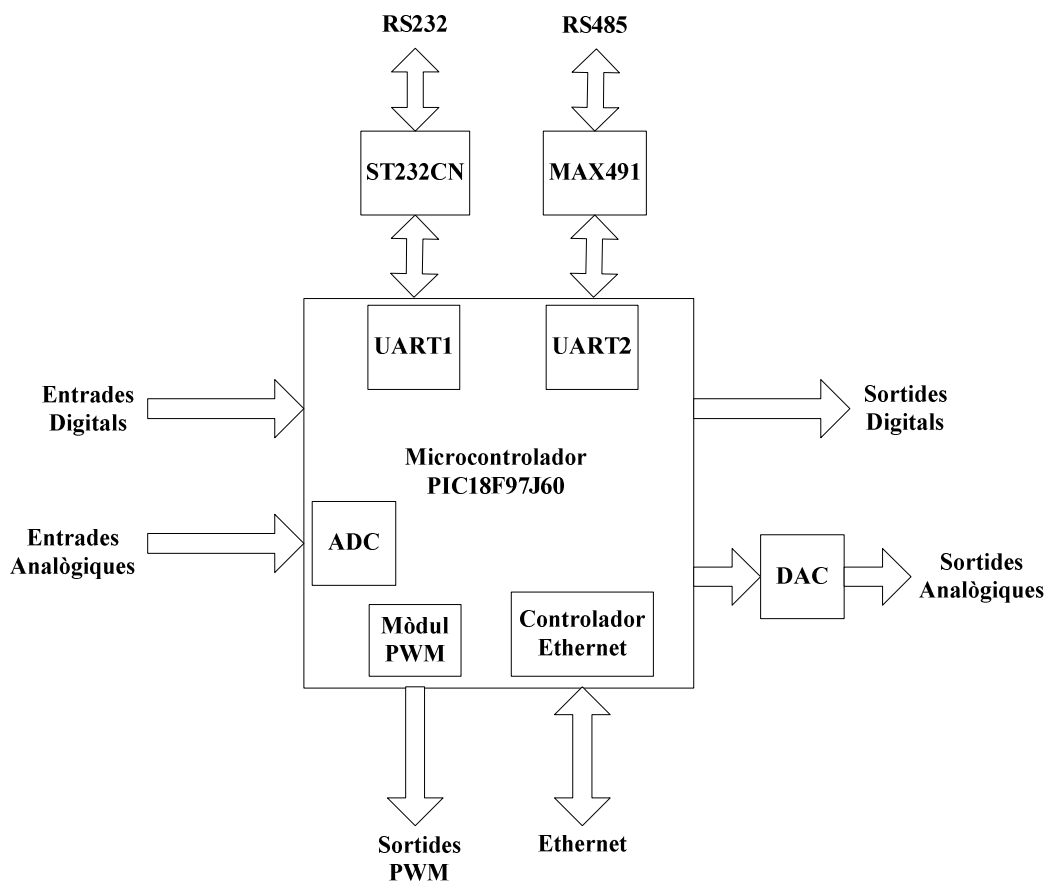 RS232
RS485
ST232CN
MAX491
UART1
UART2
Entrades
Digitals
Sortides
Digitals
Microcontrolador
PIC18F97J60
Entrades
Analògiques
ADC
DAC
Sortides
Analògiques
Mòdul
PWM
Controlador
Ethernet
Sortides
PWM
Ethernet